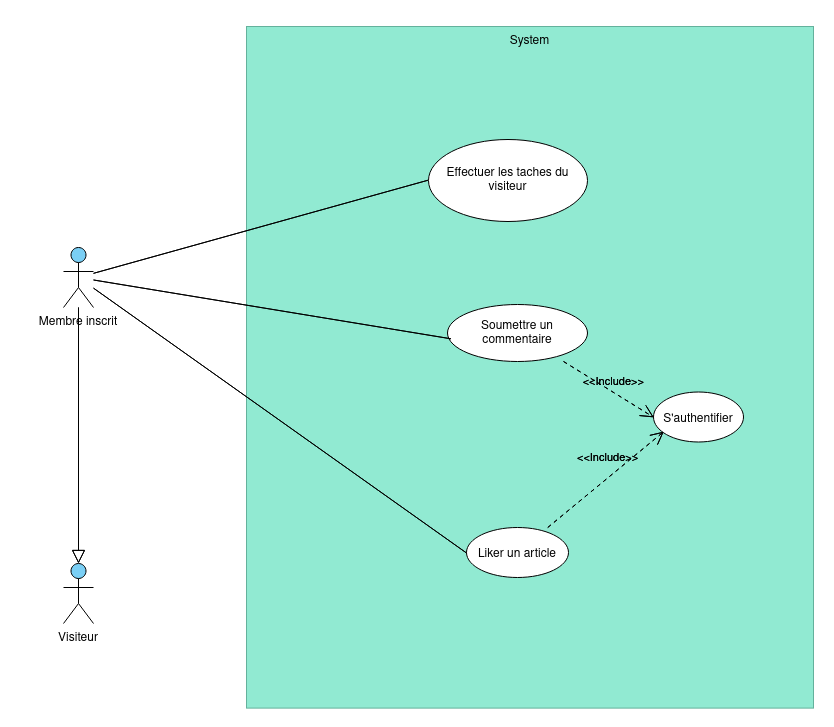 System
Effectuer les taches du
visiteur
Membre inscrit
Soumettre un
commentaire
<<Include>>
S'authentifier
<<Include>>
Liker un article
Visiteur